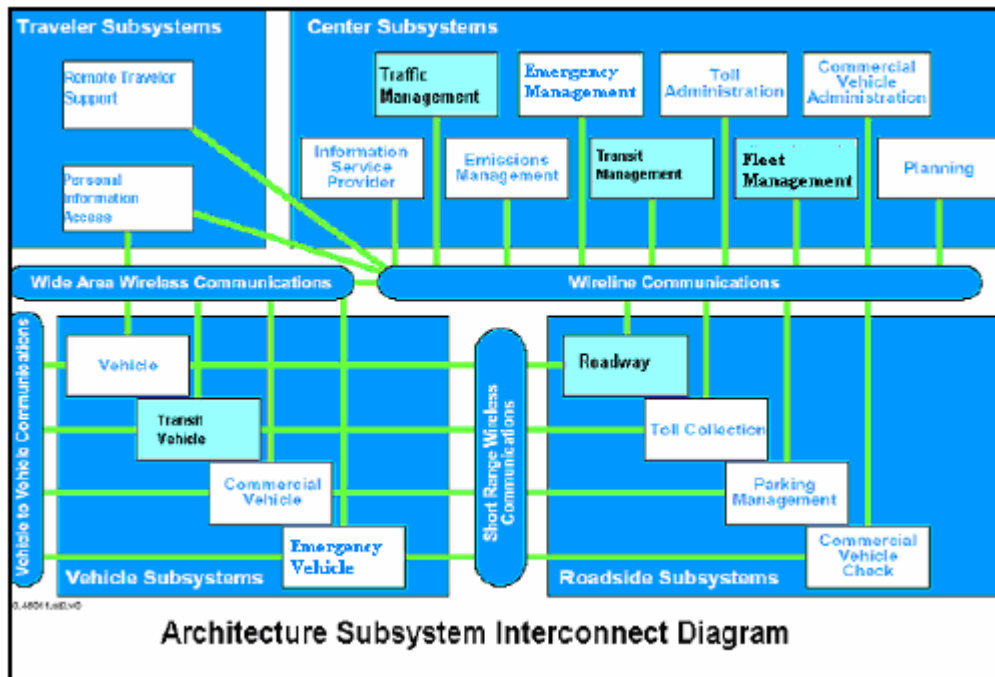 Traveler Subsystems
Remote Traveler
Support
Personal
Information
Access
Center Subsystems
Traffic
Management
Emergency
Management
Toll
Administration
Commercial
Vehicle
Administration
Information
Service
Provider
Emissions
Management
Transit
Management
Fleet
Management
Planning
Wide Area Wireless Communications
Wireline Communications
Vehicle to Vehicle Communications
Vehicle
Transit
Vehicle
Commercial
Vehicle
Emergency
Vehicle
Vehicle Subsystems
Short Range Wireless
Communications
Roadway
Toll Collection
Parking
Management
Commercial
Vehicle
Check
Roadside Subsystems
Architecture Subsystem Interconnect Diagram